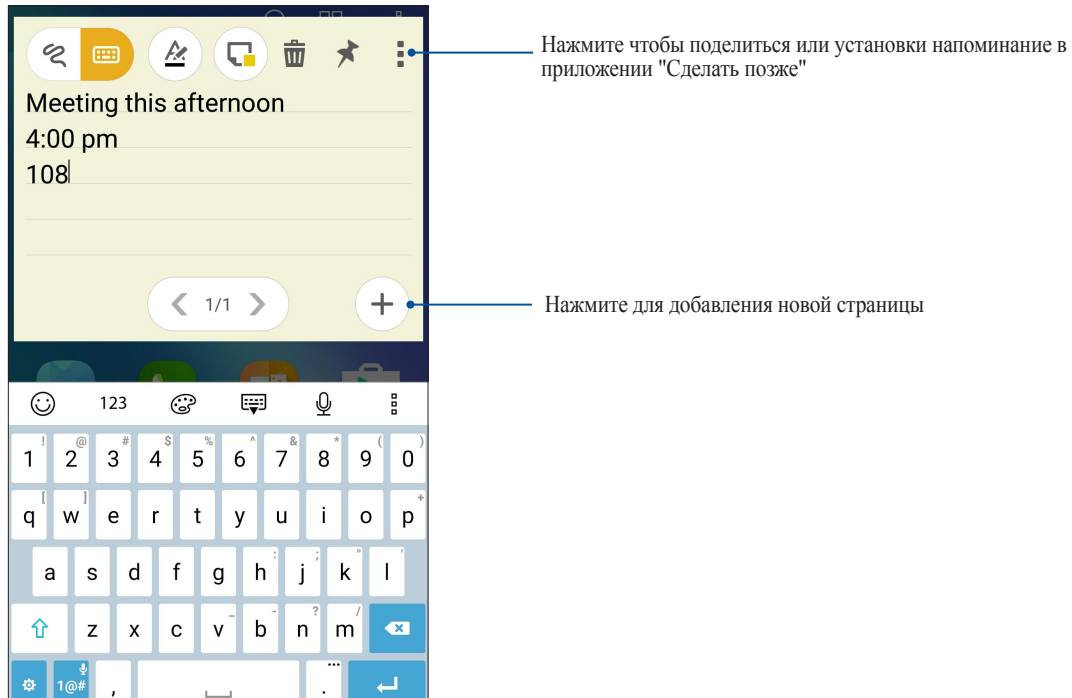 Нажмите чтобы поделиться или установки напоминание в
приложении "Сделать позже"
Meeting this afternoon
4:00 pm
108
1/1
Нажмите для добавления новой страницы
123
! @ # $ % ^ & * ( )
1 2 3 4 5 6 7 8 9 0
[ ] +
q w e r t y u i o p
: ; " '
a s d f g h j k l
_ - ? /
z x c v b n m
1@# , .